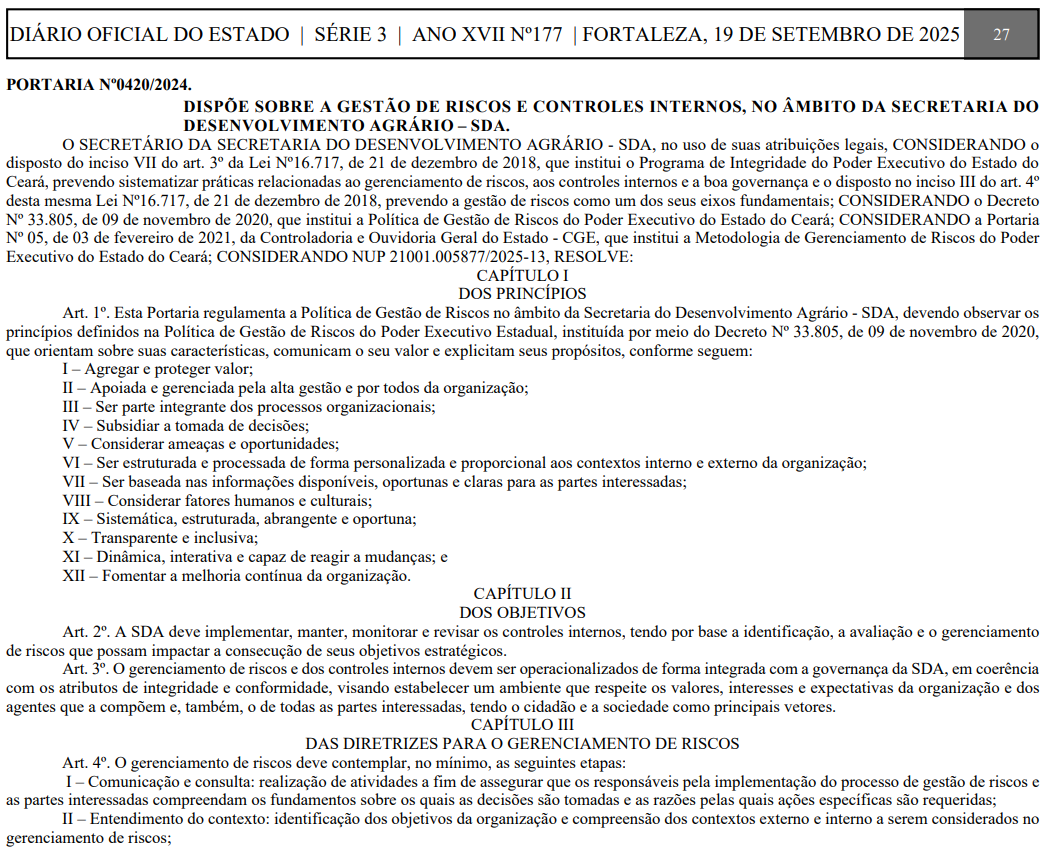 DIÁRIO OFICIAL DO ESTADO | SÉRIE 3 | ANO XVII Nº177 | FORTALEZA, 19 DE SETEMBRO DE 2025 27
PORTARIA Nº0420/2024.
DISPÕE SOBRE A GESTÃO DE RISCOS E CONTROLES INTERNOS, NO ÂMBITO DA SECRETARIA DO
DESENVOLVIMENTO AGRÁRIO – SDA.
O SECRETÁRIO DA SECRETARIA DO DESENVOLVIMENTO AGRÁRIO - SDA, no uso de suas atribuições legais, CONSIDERANDO o
disposto do inciso VII do art. 3º da Lei Nº16.717, de 21 de dezembro de 2018, que institui o Programa de Integridade do Poder Executivo do Estado do
Ceará, prevendo sistematizar práticas relacionadas ao gerenciamento de riscos, aos controles internos e a boa governança e o disposto no inciso III do art. 4º
desta mesma Lei Nº16.717, de 21 de dezembro de 2018, prevendo a gestão de riscos como um dos seus eixos fundamentais; CONSIDERANDO o Decreto
Nº 33.805, de 09 de novembro de 2020, que institui a Política de Gestão de Riscos do Poder Executivo do Estado do Ceará; CONSIDERANDO a Portaria
Nº 05, de 03 de fevereiro de 2021, da Controladoria e Ouvidoria Geral do Estado - CGE, que institui a Metodologia de Gerenciamento de Riscos do Poder
Executivo do Estado do Ceará; CONSIDERANDO NUP 21001.005877/2025-13, RESOLVE:
CAPÍTULO I
DOS PRINCÍPIOS
Art. 1º. Esta Portaria regulamenta a Política de Gestão de Riscos no âmbito da Secretaria do Desenvolvimento Agrário - SDA, devendo observar os
princípios definidos na Política de Gestão de Riscos do Poder Executivo Estadual, instituída por meio do Decreto Nº 33.805, de 09 de novembro de 2020,
que orientam sobre suas características, comunicam o seu valor e explicitam seus propósitos, conforme seguem:
I – Agregar e proteger valor;
II – Apoiada e gerenciada pela alta gestão e por todos da organização;
III – Ser parte integrante dos processos organizacionais;
IV – Subsidiar a tomada de decisões;
V – Considerar ameaças e oportunidades;
VI – Ser estruturada e processada de forma personalizada e proporcional aos contextos interno e externo da organização;
VII – Ser baseada nas informações disponíveis, oportunas e claras para as partes interessadas;
VIII – Considerar fatores humanos e culturais;
IX – Sistemática, estruturada, abrangente e oportuna;
X – Transparente e inclusiva;
XI – Dinâmica, interativa e capaz de reagir a mudanças; e
XII – Fomentar a melhoria contínua da organização.
CAPÍTULO II
DOS OBJETIVOS
Art. 2º. A SDA deve implementar, manter, monitorar e revisar os controles internos, tendo por base a identificação, a avaliação e o gerenciamento
de riscos que possam impactar a consecução de seus objetivos estratégicos.
Art. 3º. O gerenciamento de riscos e dos controles internos devem ser operacionalizados de forma integrada com a governança da SDA, em coerência
com os atributos de integridade e conformidade, visando estabelecer um ambiente que respeite os valores, interesses e expectativas da organização e dos
agentes que a compõem e, também, o de todas as partes interessadas, tendo o cidadão e a sociedade como principais vetores.
CAPÍTULO III
DAS DIRETRIZES PARA O GERENCIAMENTO DE RISCOS
Art. 4º. O gerenciamento de riscos deve contemplar, no mínimo, as seguintes etapas:
I – Comunicação e consulta: realização de atividades a fim de assegurar que os responsáveis pela implementação do processo de gestão de riscos e
as partes interessadas compreendam os fundamentos sobre os quais as decisões são tomadas e as razões pelas quais ações específicas são requeridas;
II – Entendimento do contexto: identificação dos objetivos da organização e compreensão dos contextos externo e interno a serem considerados no
gerenciamento de riscos;